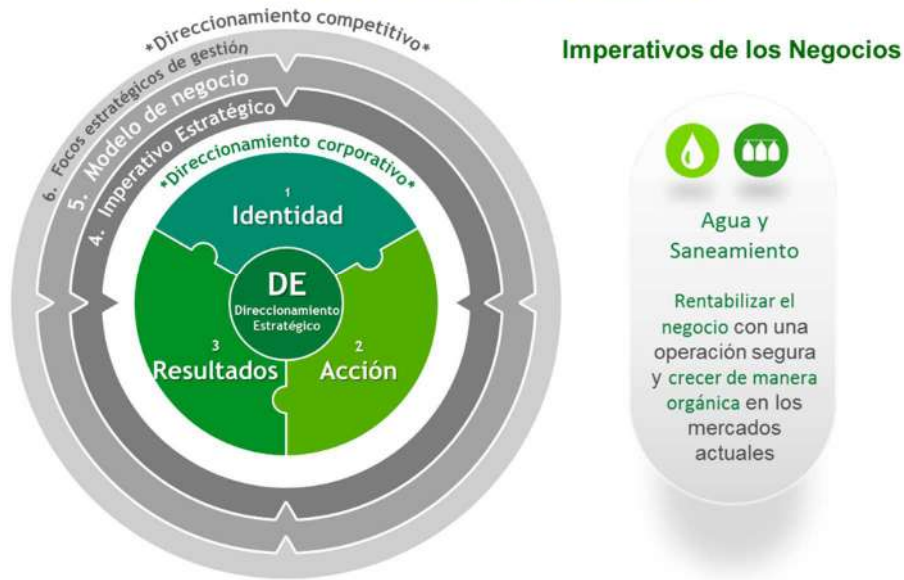 *Direccionamiento competitivo*
6. Focos estratégicos de gestión
5. Modelo de negocio
4. Imperativo Estratégico
*Direccionamiento corporativo*
1
Identidad
DE
Direccionamiento
Estratégico
3
Resultados
2
Acción
Imperativos de los Negocios
Agua y
Saneamiento
Rentabilizar el
negocio con una
operación segura
y crecer de manera
orgánica en los
mercados
actuales